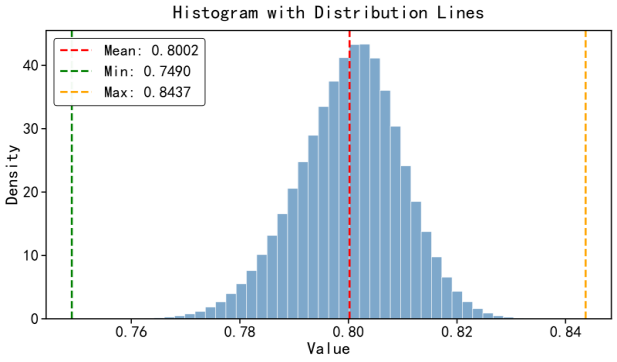 Histogram with Distribution Lines
Mean: 0.8002
Min: 0.7490
Max: 0.8437
Density
40
30
20
10
0
0.76 0.78 0.80 0.82 0.84
Value